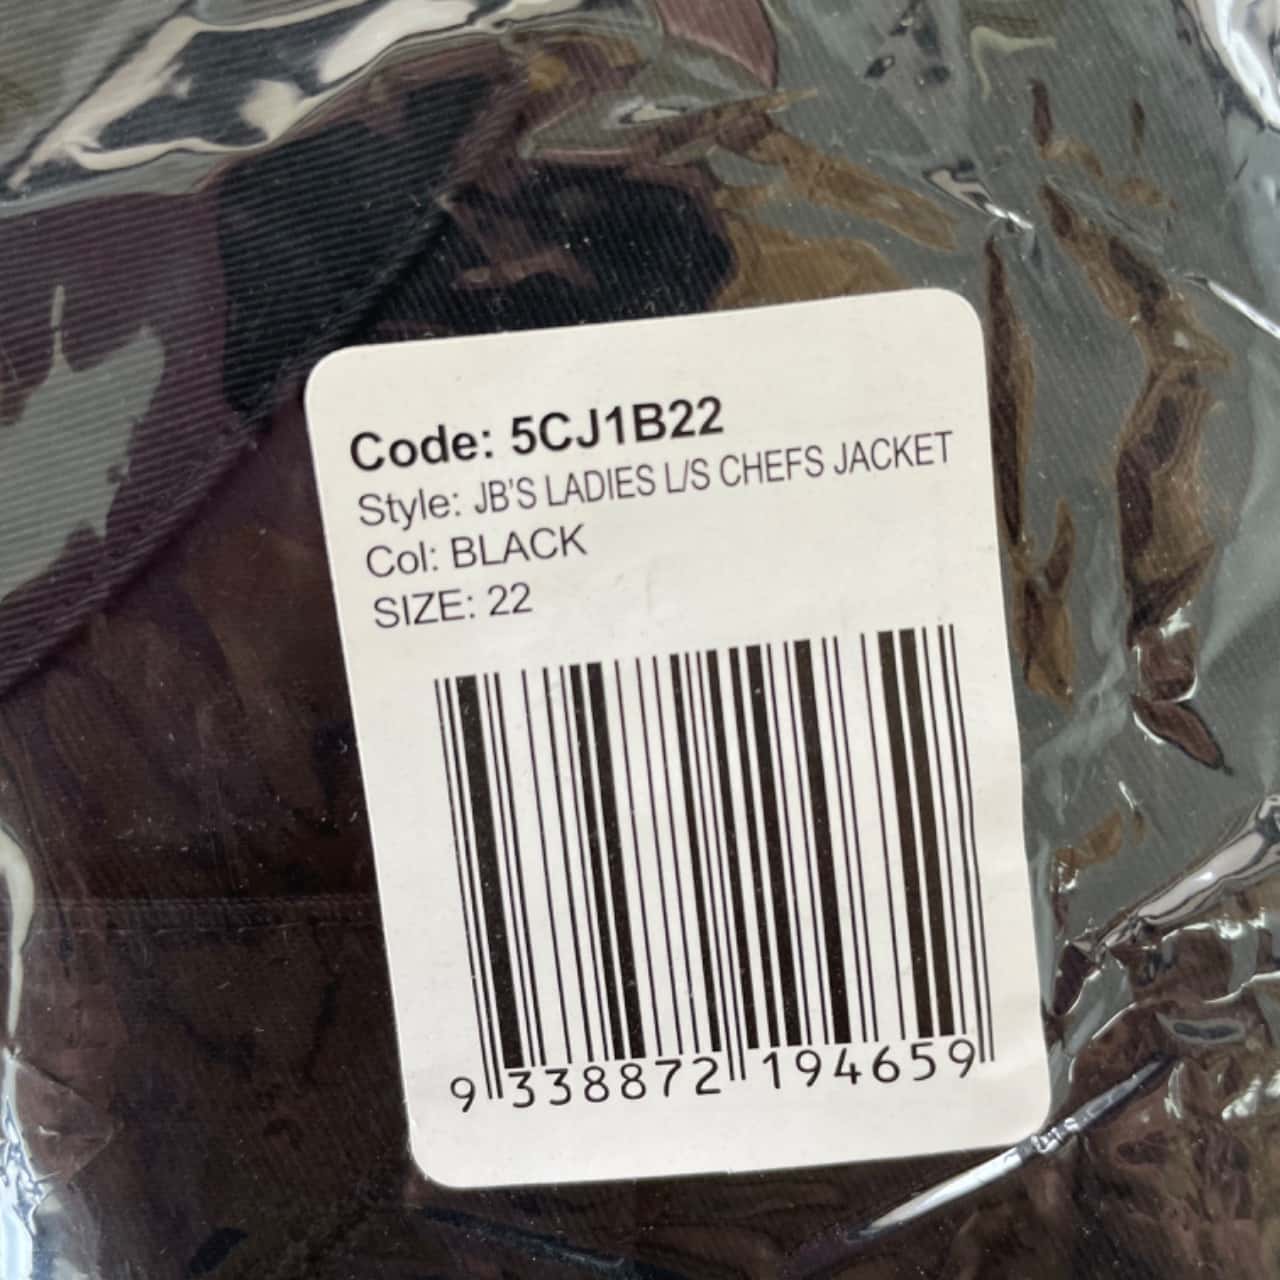 Code: 5CJ1B22
Style: JB'S LADIES L/S CHEFS JACKET
Col: BLACK
SIZE: 22
9 338872 194659